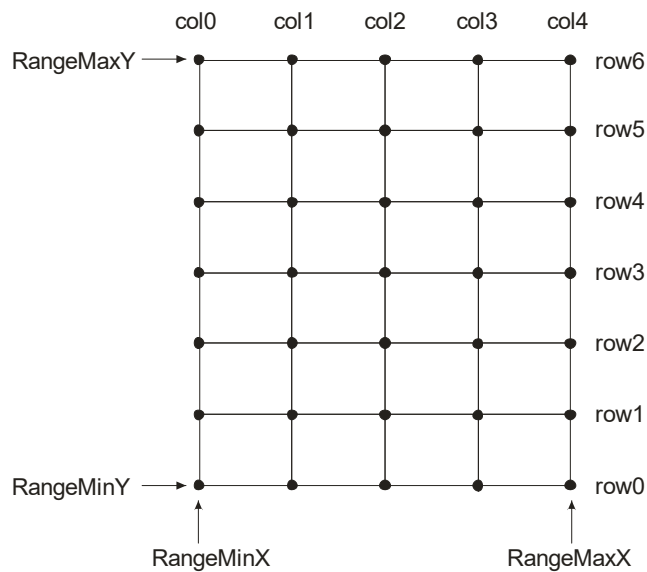 col0 col1 col2 col3 col4
RangeMaxY row6
row5
row4
row3
row2
row1
RangeMinY row0
RangeMinX RangeMaxX